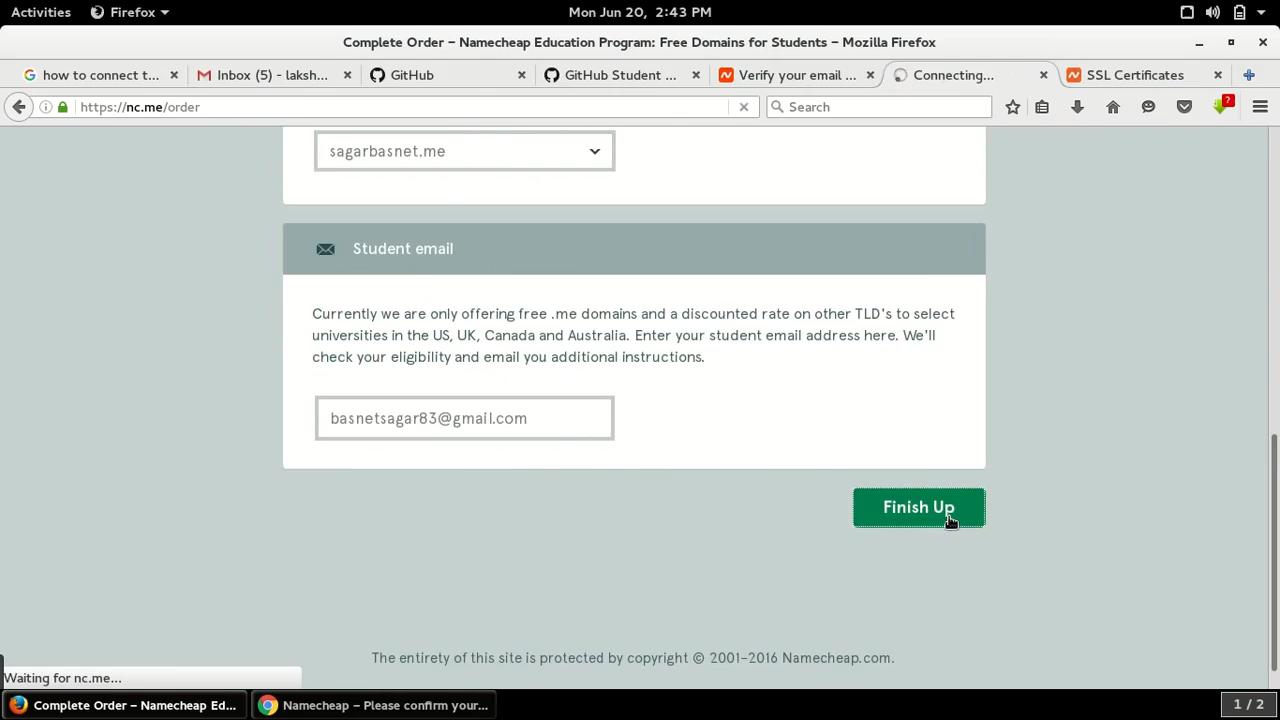 Activities Firefox Mon Jun 20, 2:43 PM
Complete Order – Namecheap Education Program: Free Domains for Students – Mozilla Firefox
how to connect t... Inbox (5) - laksh... GitHub GitHub Student ... Verify your email ... Connecting... SSL Certificates
https://nc.me/order Search ?
sagarbasnet.me
Student email
Currently we are only offering free .me domains and a discounted rate on other TLD's to select
universities in the US, UK, Canada and Australia. Enter your student email address here. We'll
check your eligibility and email you additional instructions.
basnetsagar83@gmail.com
Finish Up
The entirety of this site is protected by copyright © 2001–2016 Namecheap.com.
Waiting for nc.me...
Complete Order – Namecheap Ed... Namecheap – Please confirm your... 1 / 2